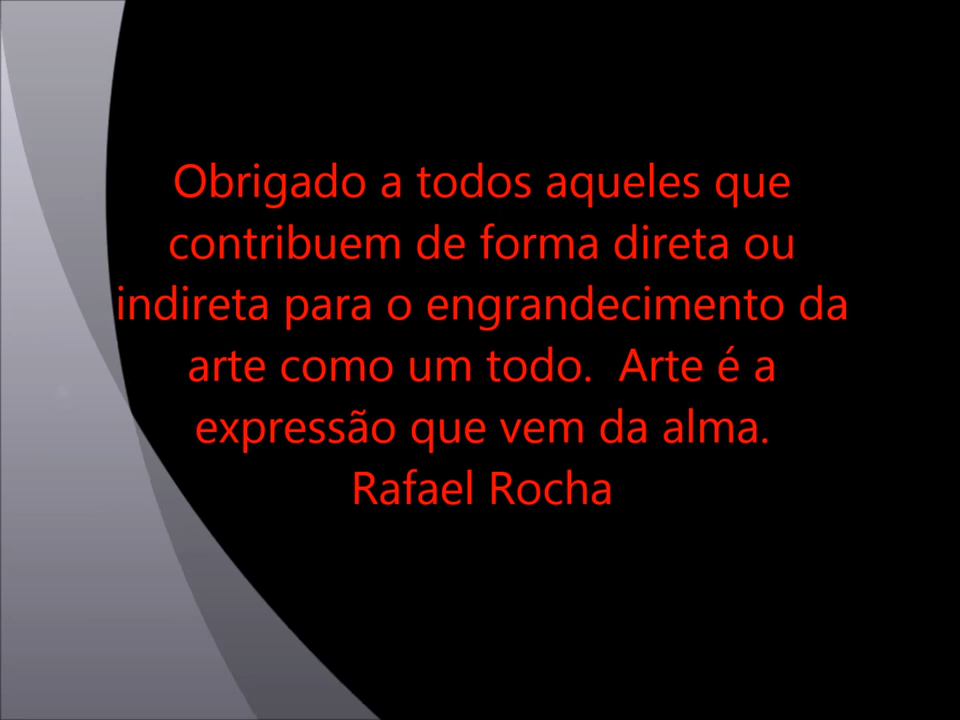 Obrigado a todos aqueles que
contribuem de forma direta ou
indireta para o engrandecimento da
arte como um todo.  Arte é a
expressão que vem da alma.
Rafael Rocha